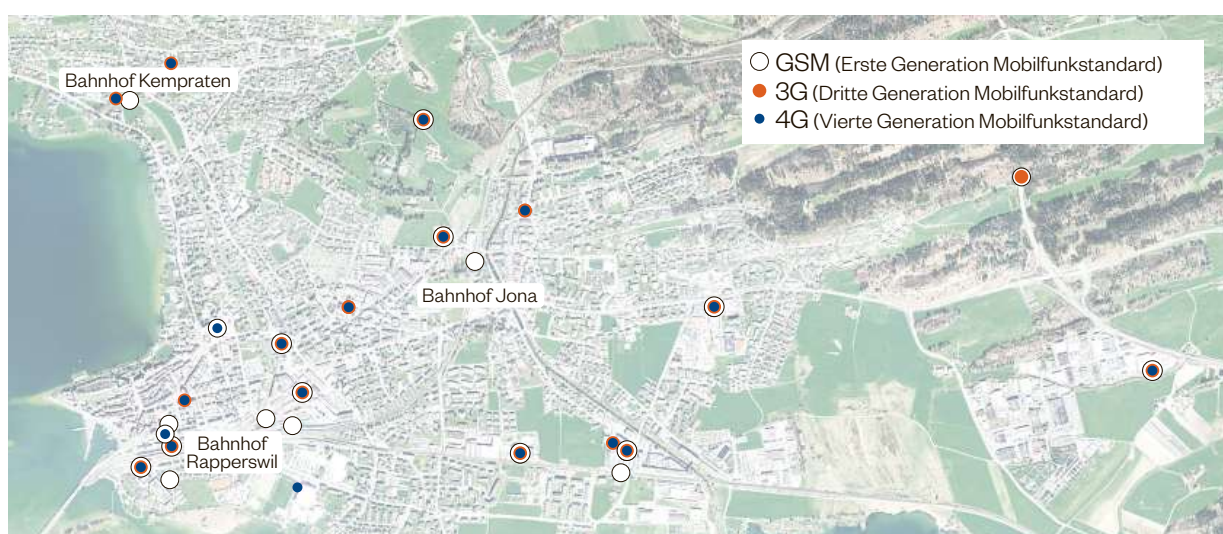 GSM (Erste Generation Mobilfunkstandard)
3G (Dritte Generation Mobilfunkstandard)
4G (Vierte Generation Mobilfunkstandard)
Bahnhof Kempraten
Bahnhof Jona
Bahnhof
Rapperswil